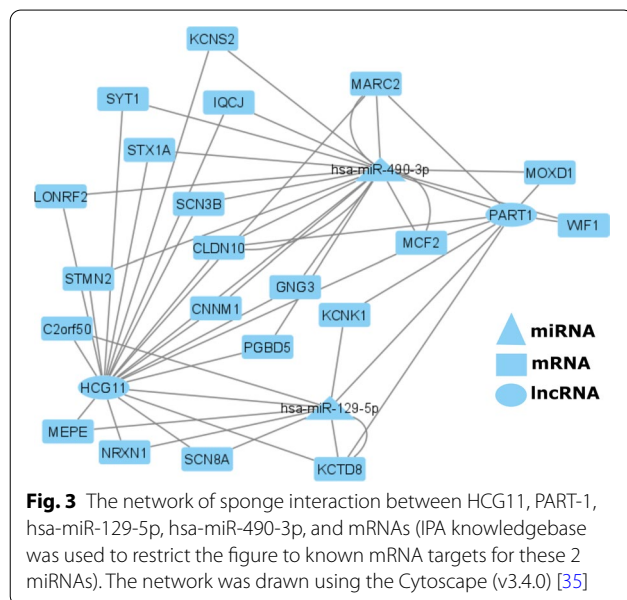 KCNS2
MARC2
SYT1
IQCJ
STX1A
hsa-miR-490-3p
MOXD1
LONRF2
SCN3B
PART1
WIF1
CLDN10
MCF2
STMN2
GNG3
CNNM1
KCNK1
C2orf50
PGBD5
miRNA
mRNA
lncRNA
HCG11
hsa-miR-129-5p
MEPE
NRXN1
SCN8A
KCTD8
Fig. 3 The network of sponge interaction between HCG11, PART-1,
hsa-miR-129-5p, hsa-miR-490-3p, and mRNAs (IPA knowledgebase
was used to restrict the figure to known mRNA targets for these 2
miRNAs). The network was drawn using the Cytoscape (v3.4.0) [35]